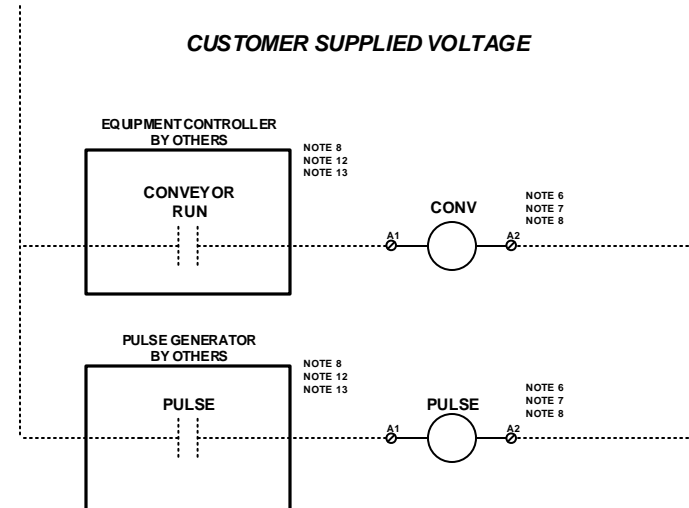 CUSTOMER SUPPLIED VOLTAGE
EQUIPMENT CONTROLLER
BY OTHERS
NOTE 8
NOTE 12
NOTE 13
CONVEYOR
RUN
A1
CONV
A2
NOTE 6
NOTE 7
NOTE 8
PULSE GENERATOR
BY OTHERS
NOTE 8
NOTE 12
NOTE 13
PULSE
A1
PULSE
A2
NOTE 6
NOTE 7
NOTE 8